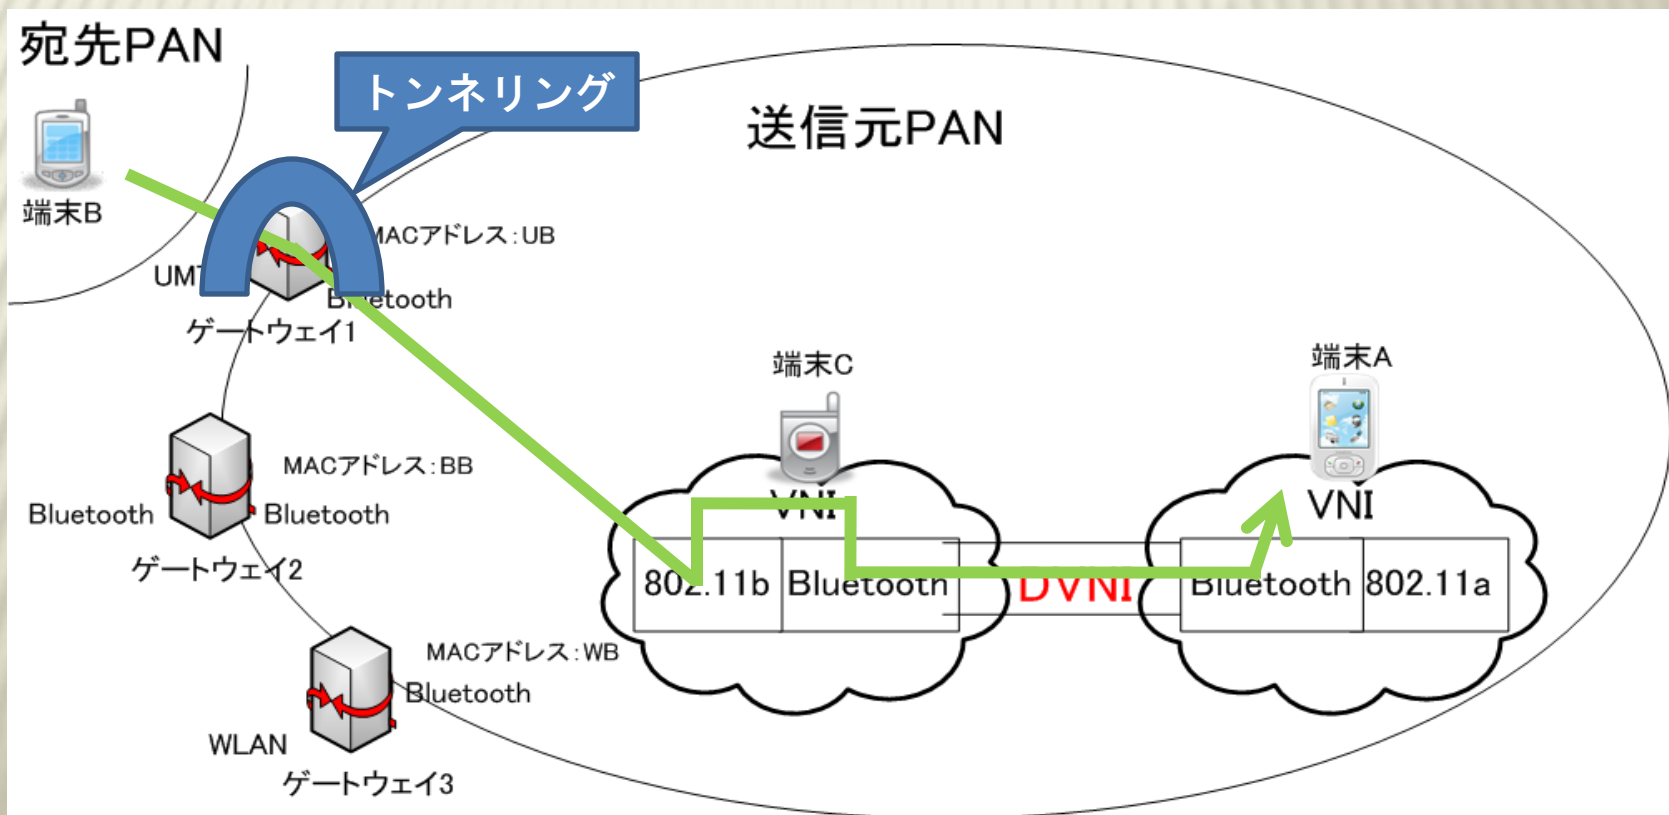 宛先PAN
トンネリング
送信元PAN
端末B
MACアドレス:UB
UM
Bluetooth
ゲートウェイ1
端末C
端末A
MACアドレス:BB
VNI
VNI
Bluetooth
Bluetooth
ゲートウェイ2
802.11b
Bluetooth
DVNI
Bluetooth
802.11a
MACアドレス:WB
Bluetooth
WLAN
ゲートウェイ3